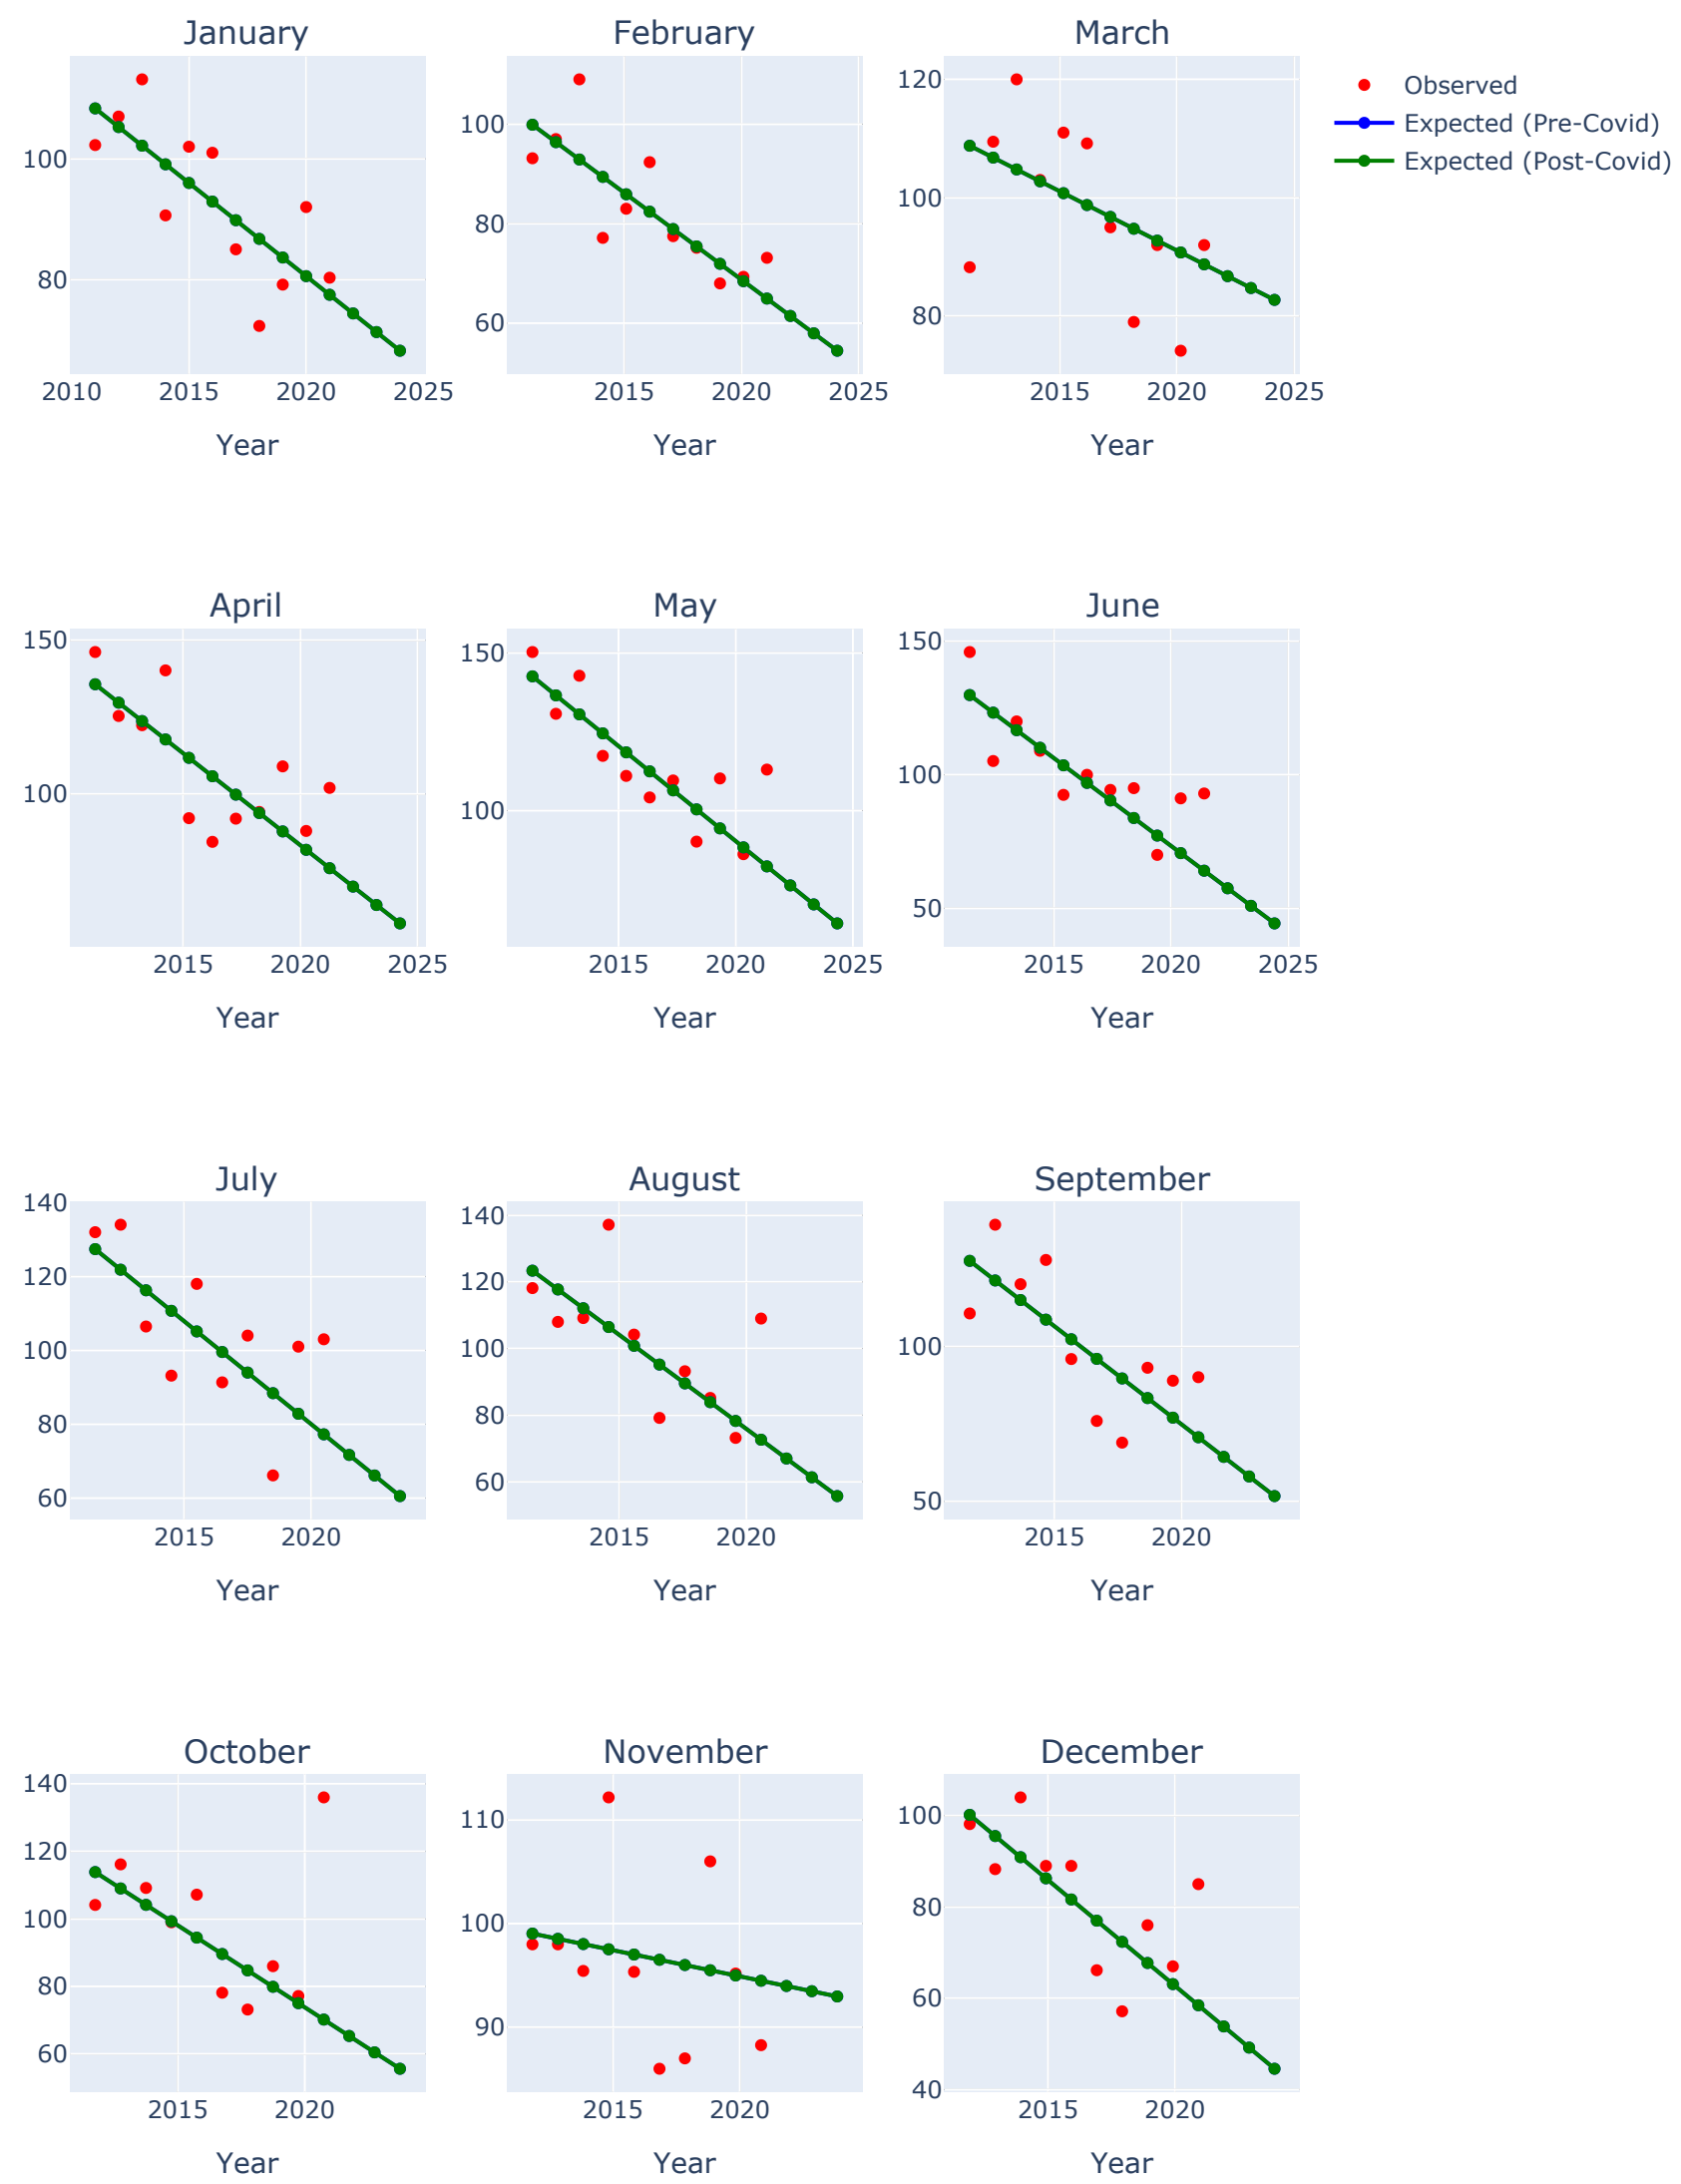 January February March
100
80
2010 2015 2020 2025
Year
100
80
60
2015 2020 2025
Year
120
100
80
2015 2020 2025
Year
Observed
Expected (Pre-Covid)
Expected (Post-Covid)
April May June
150
100
2015 2020 2025
Year
150
100
2015 2020 2025
Year
150
100
50
2015 2020 2025
Year
July August September
140
120
100
80
60
2015 2020
Year
140
120
100
80
60
2015 2020
Year
100
50
2015 2020
Year
October November December
140
120
100
80
60
2015 2020
Year
110
100
90
2015 2020
Year
100
80
60
40
2015 2020
Year